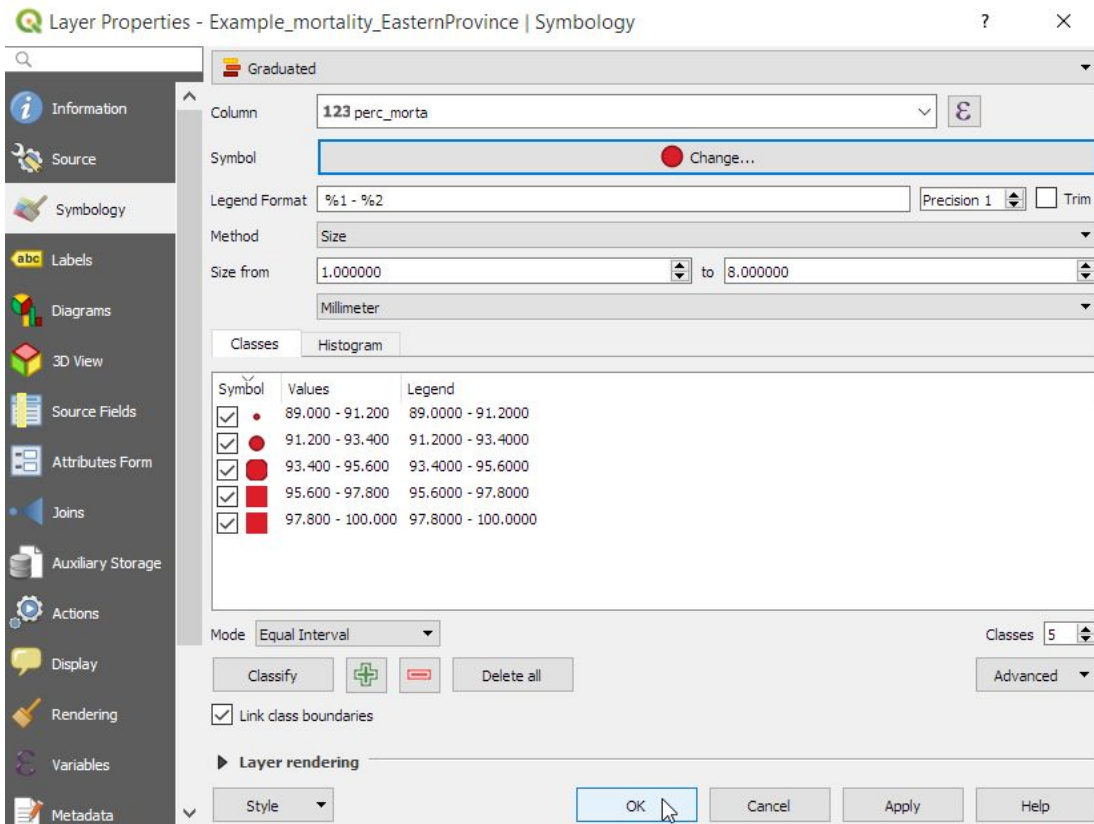 Layer Properties - Example_mortality_EasternProvince | Symbology ? X
Information
Source
Symbology
abc Labels
Diagrams
3D View
Source Fields
Attributes Form
Joins
Auxiliary Storage
Actions
Display
Rendering
Variables
Metadata
Graduated
Column 123 perc_morta ε
Symbol Change...
Legend Format %1 - %2 Precision 1 Trim
Method Size
Size from 1.000000 to 8.000000
Millimeter
Classes Histogram
Symbol Values Legend
89.000 - 91.200 89.0000 - 91.2000
91.200 - 93.400 91.2000 - 93.4000
93.400 - 95.600 93.4000 - 95.6000
95.600 - 97.800 95.6000 - 97.8000
97.800 - 100.000 97.8000 - 100.0000
Mode Equal Interval Classes 5
Classify Delete all Advanced
Link class boundaries
Layer rendering
Style OK Cancel Apply Help